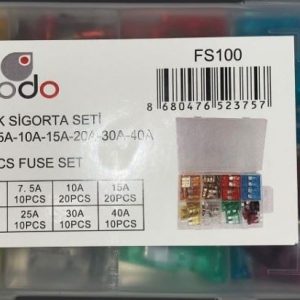 odo
FS100
K SİGORTA SETİ
5A-10A-15A-20A-30A-40A
8 680476 523757
CS FUSE SET
7. 5A 10A 15A
10PCS 20PCS 20PCS
25A 30A 40A
10PCS 10PCS 10PCS